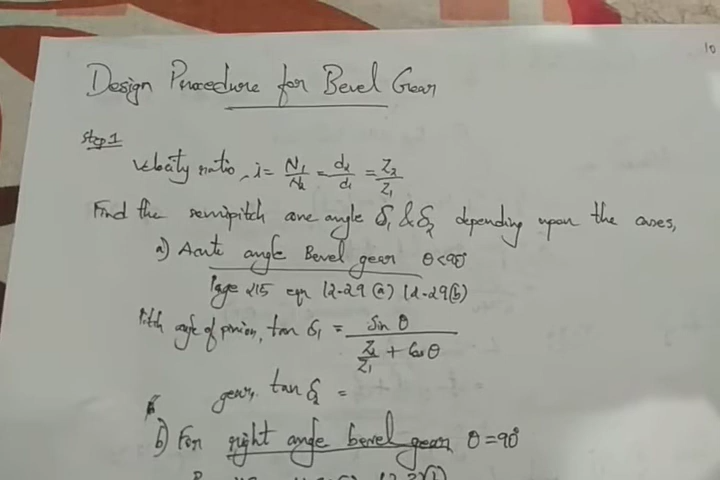 10
Design Procedure for Bevel Gear
Step 1
Velocity ratio, i = N1/N2 = d2/d1 = Z2/Z1
Find the semipitch cone angle δ1 & δ2 depending upon the cases,
a) Acute angle Bevel gear θ<90°
Page 215 eqn 12-29 (a) 12-29(b)
Pitch angle of pinion, tan δ1 = Sin θ / (Z2/Z1 + Cos θ)
gear, tan δ2 =
b) For right angle bevel gear θ=90°